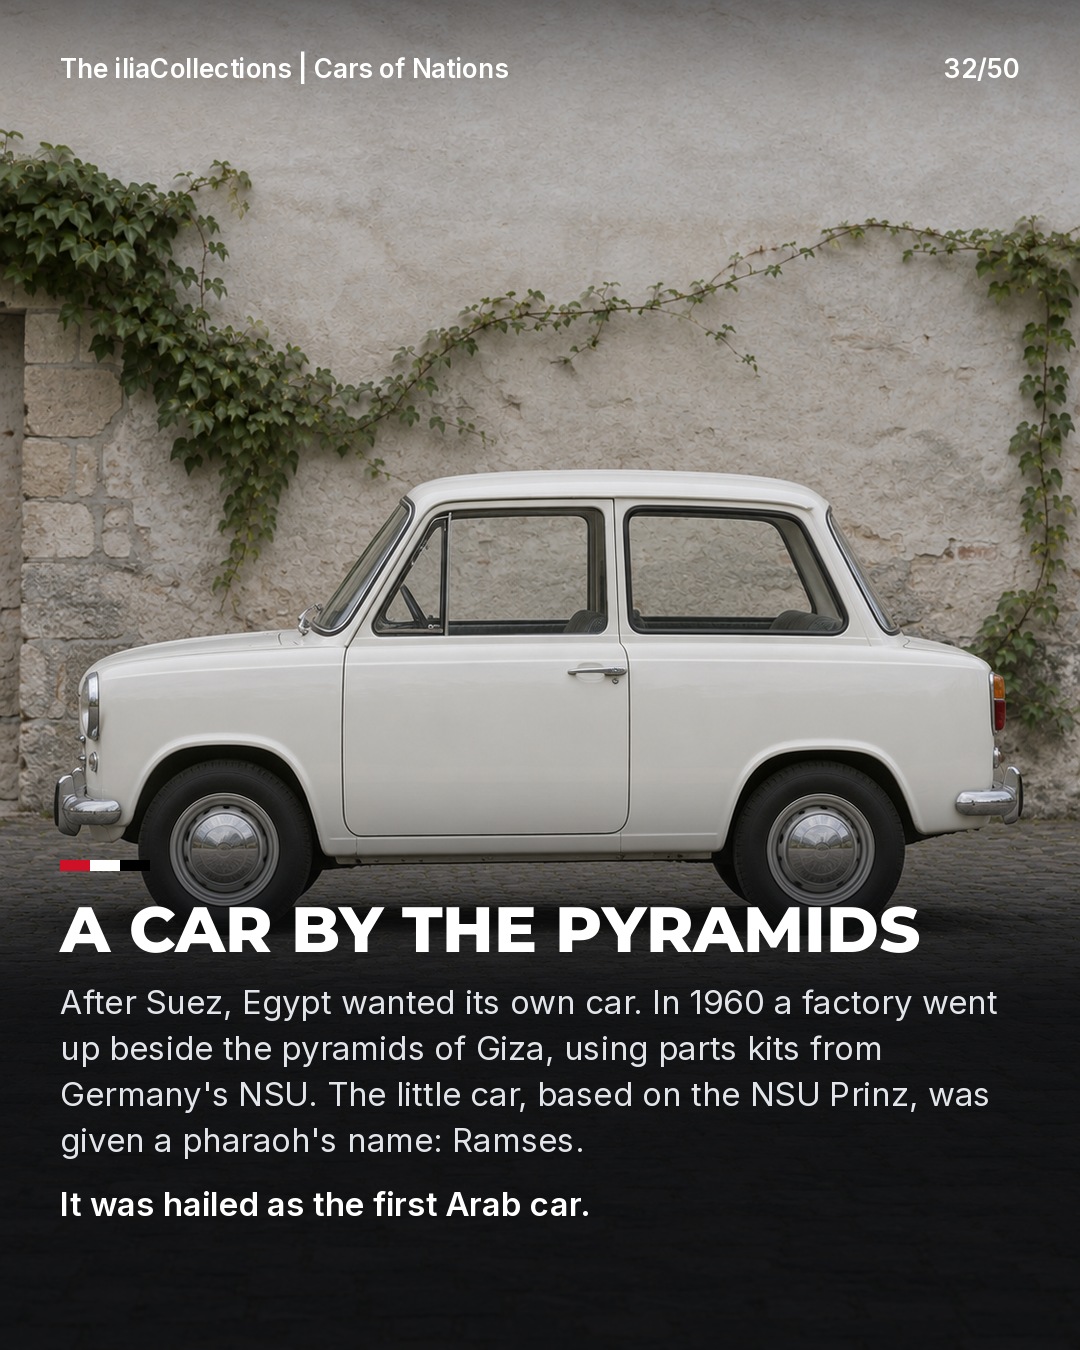 The iliaCollections | Cars of Nations
32/50
A CAR BY THE PYRAMIDS
After Suez, Egypt wanted its own car. In 1960 a factory went
up beside the pyramids of Giza, using parts kits from
Germany's NSU. The little car, based on the NSU Prinz, was
given a pharaoh's name: Ramses.
It was hailed as the first Arab car.